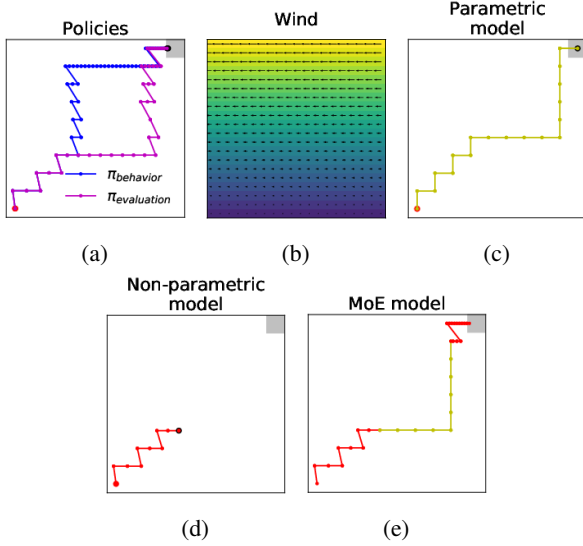 Policies
Wind
Parametric
model
π_behavior
π_evaluation
(a)
(b)
(c)
Non-parametric
model
MoE model
(d)
(e)